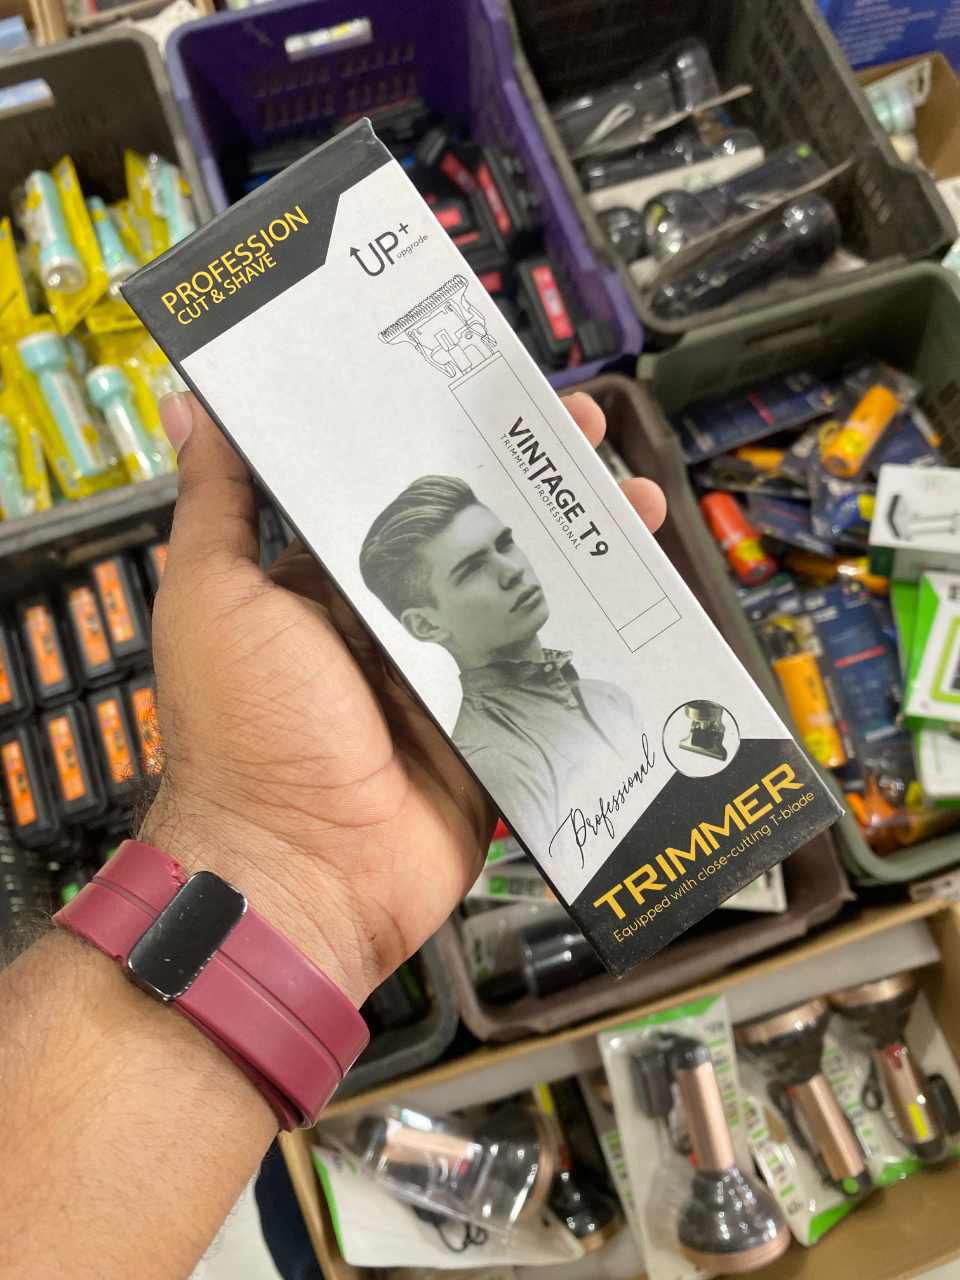 PROFESSION
CUT & SHAVE
UP+
upgrade
VINTAGE T9
TRIMMER PROFESSIONAL
Professional
TRIMMER
Equipped with close-cutting T-blade